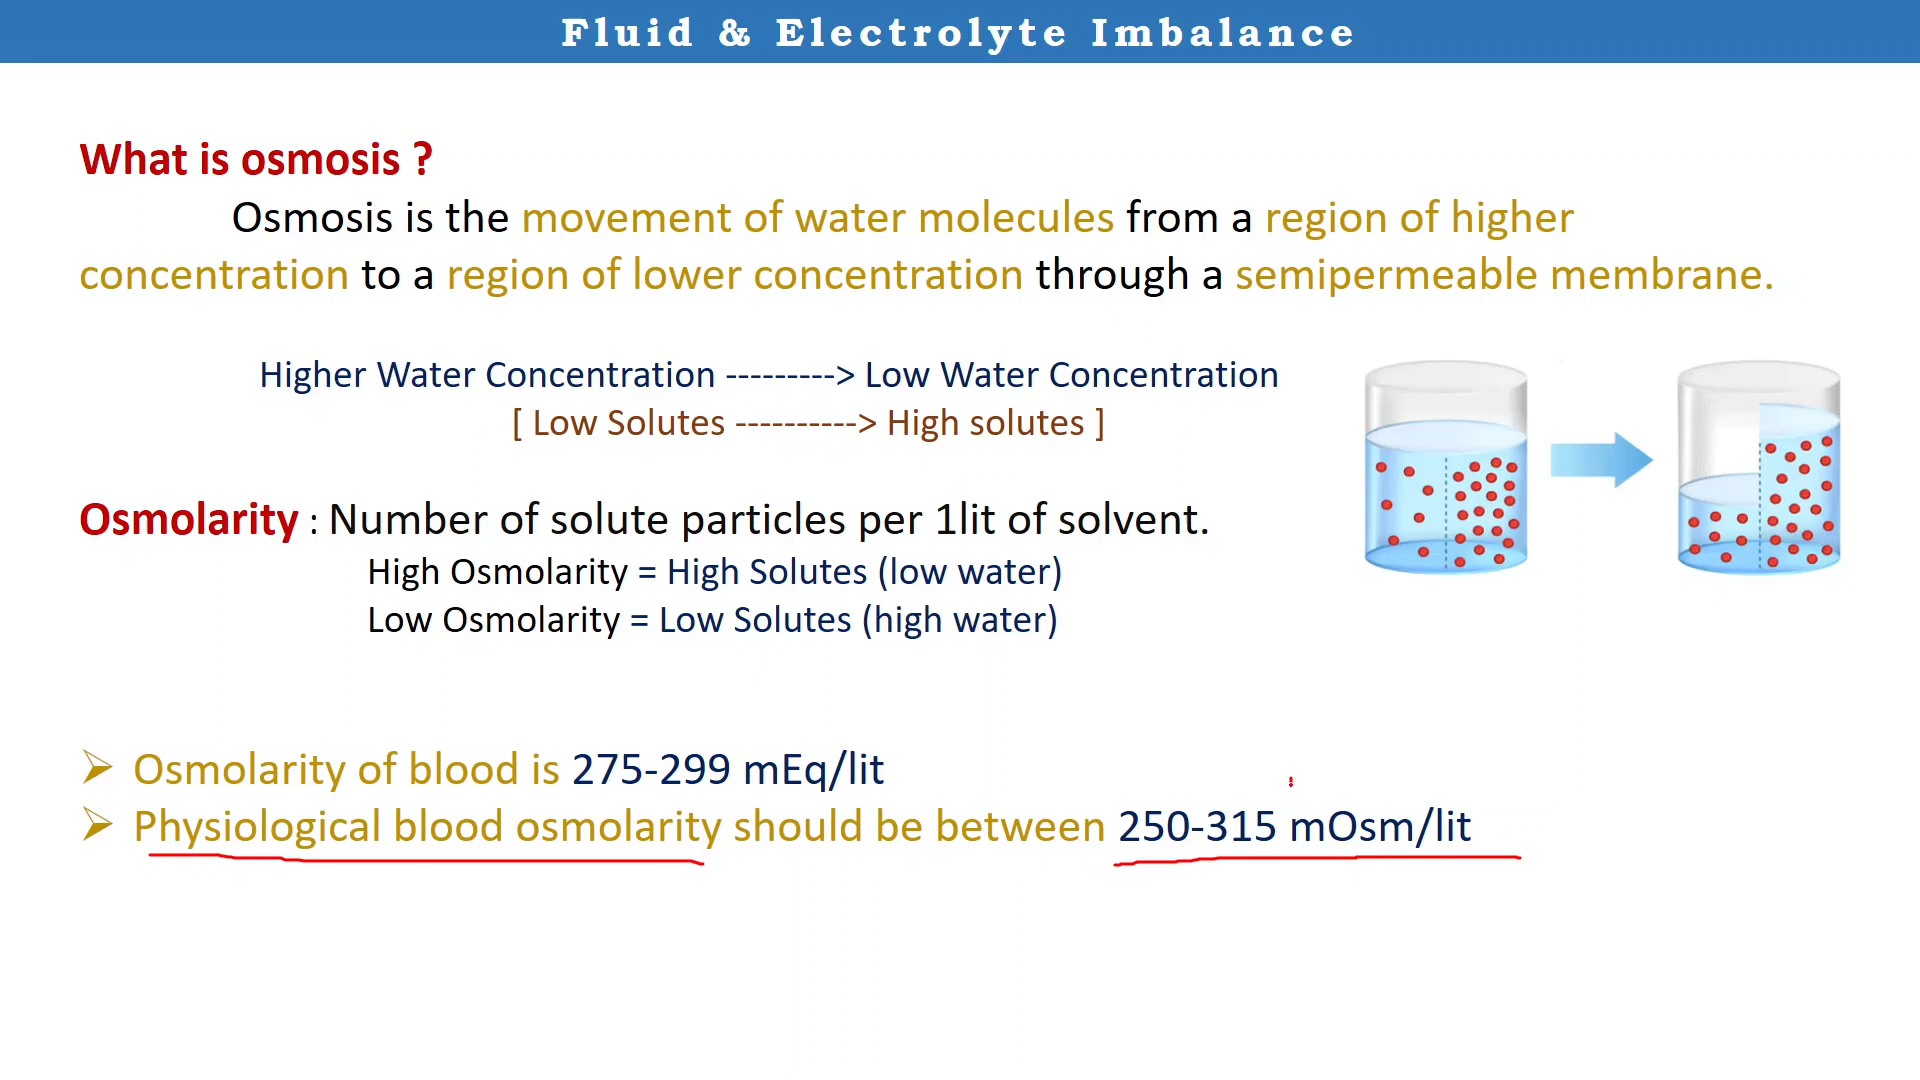 Fluid & Electrolyte Imbalance
What is osmosis ?
Osmosis is the movement of water molecules from a region of higher
concentration to a region of lower concentration through a semipermeable membrane.
Higher Water Concentration ---------> Low Water Concentration
[ Low Solutes ----------> High solutes ]
Osmolarity : Number of solute particles per 1lit of solvent.
High Osmolarity = High Solutes (low water)
Low Osmolarity = Low Solutes (high water)
Osmolarity of blood is 275-299 mEq/lit
Physiological blood osmolarity should be between 250-315 mOsm/lit